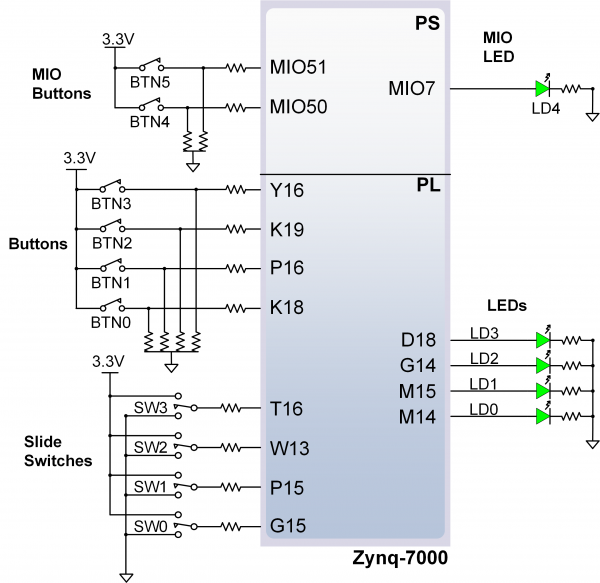 PS
3.3V
MIO
Buttons
BTN5
BTN4
MIO51
MIO50
MIO7
MIO
LED
LD4
PL
3.3V
Buttons
BTN3
BTN2
BTN1
BTN0
Y16
K19
P16
K18
LEDs
D18
LD3
G14
LD2
M15
LD1
M14
LD0
3.3V
Slide
Switches
SW3
SW2
SW1
SW0
T16
W13
P15
G15
Zynq-7000